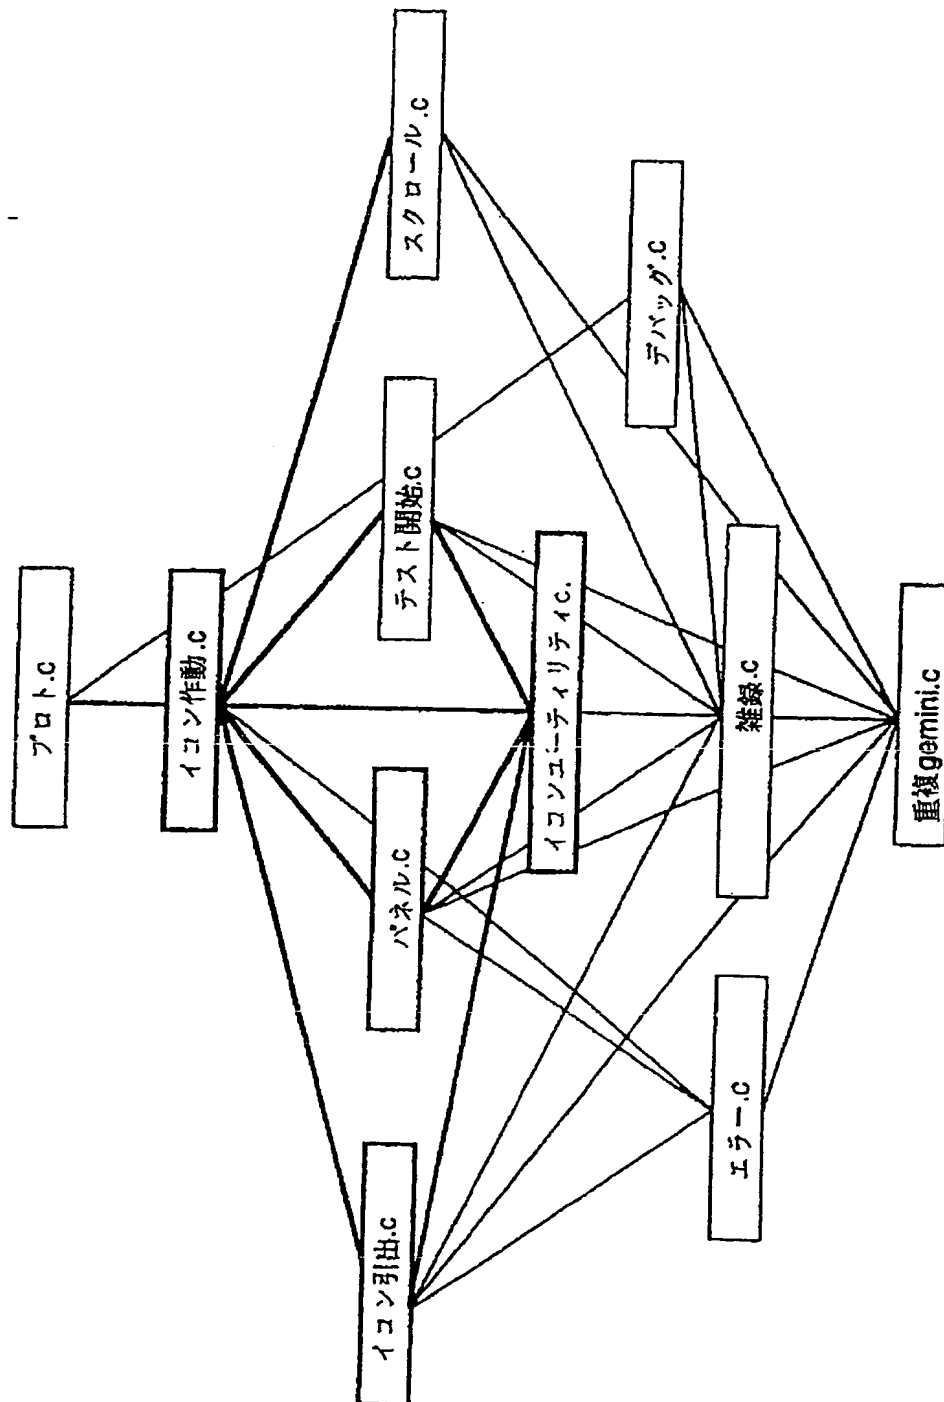 プロト.c
イコン作動.c
イコン引出.c
パネル.c
テスト開始.c
スクロール.c
イコンユーティリティc.
エラー.c
雑録.c
デバッグ.c
重複gemini.c